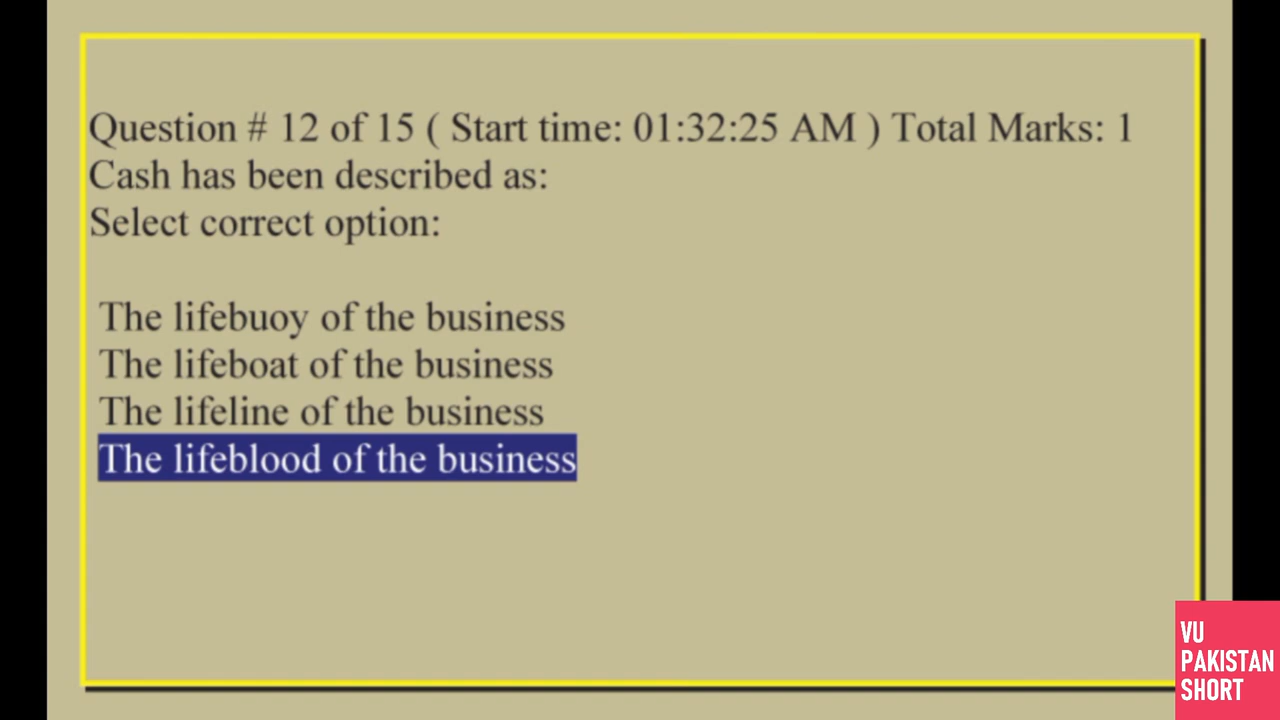 Question # 12 of 15 ( Start time: 01:32:25 AM ) Total Marks: 1
Cash has been described as:
Select correct option:
The lifebuoy of the business
The lifeboat of the business
The lifeline of the business
The lifeblood of the business
VU
PAKISTAN
SHORT